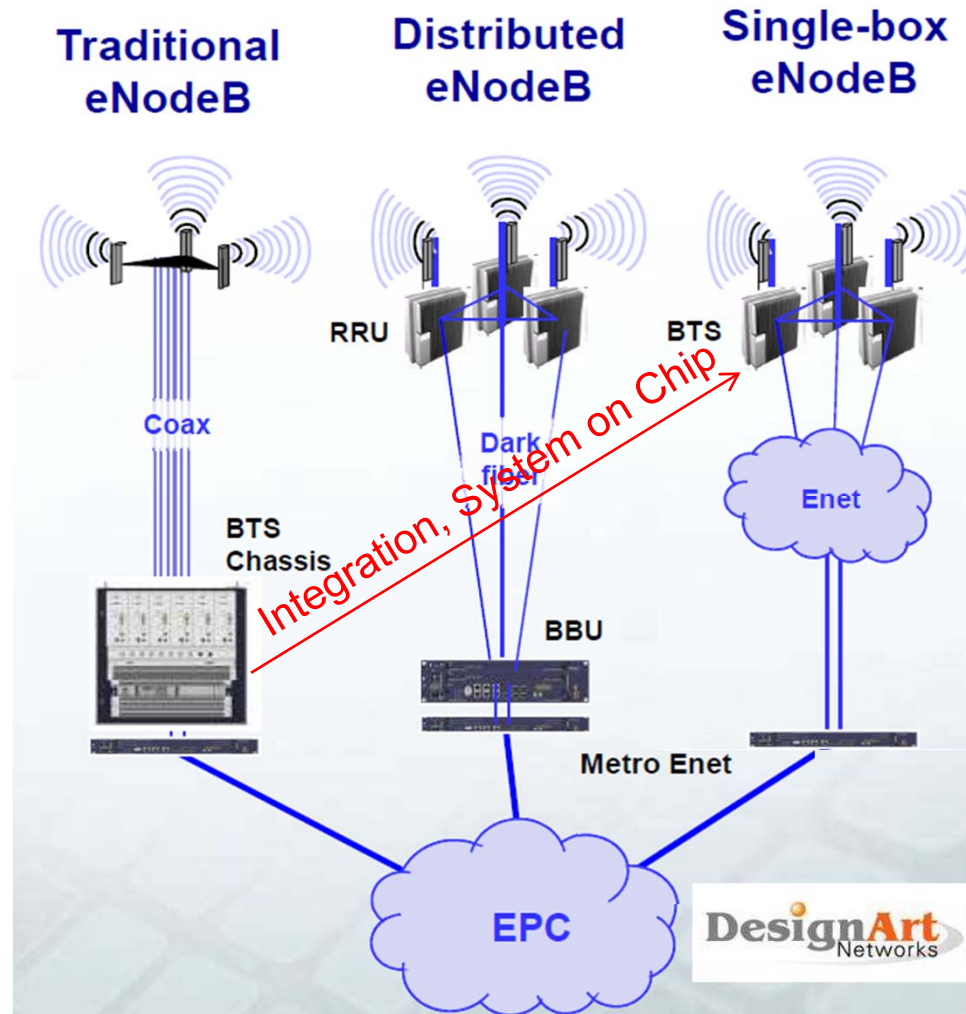 Traditional
eNodeB
Distributed
eNodeB
Single-box
eNodeB
RRU
BTS
Coax
Dark
fiber
Enet
Integration, System on Chip
BTS
Chassis
BBU
Metro Enet
EPC
DesignArt
Networks